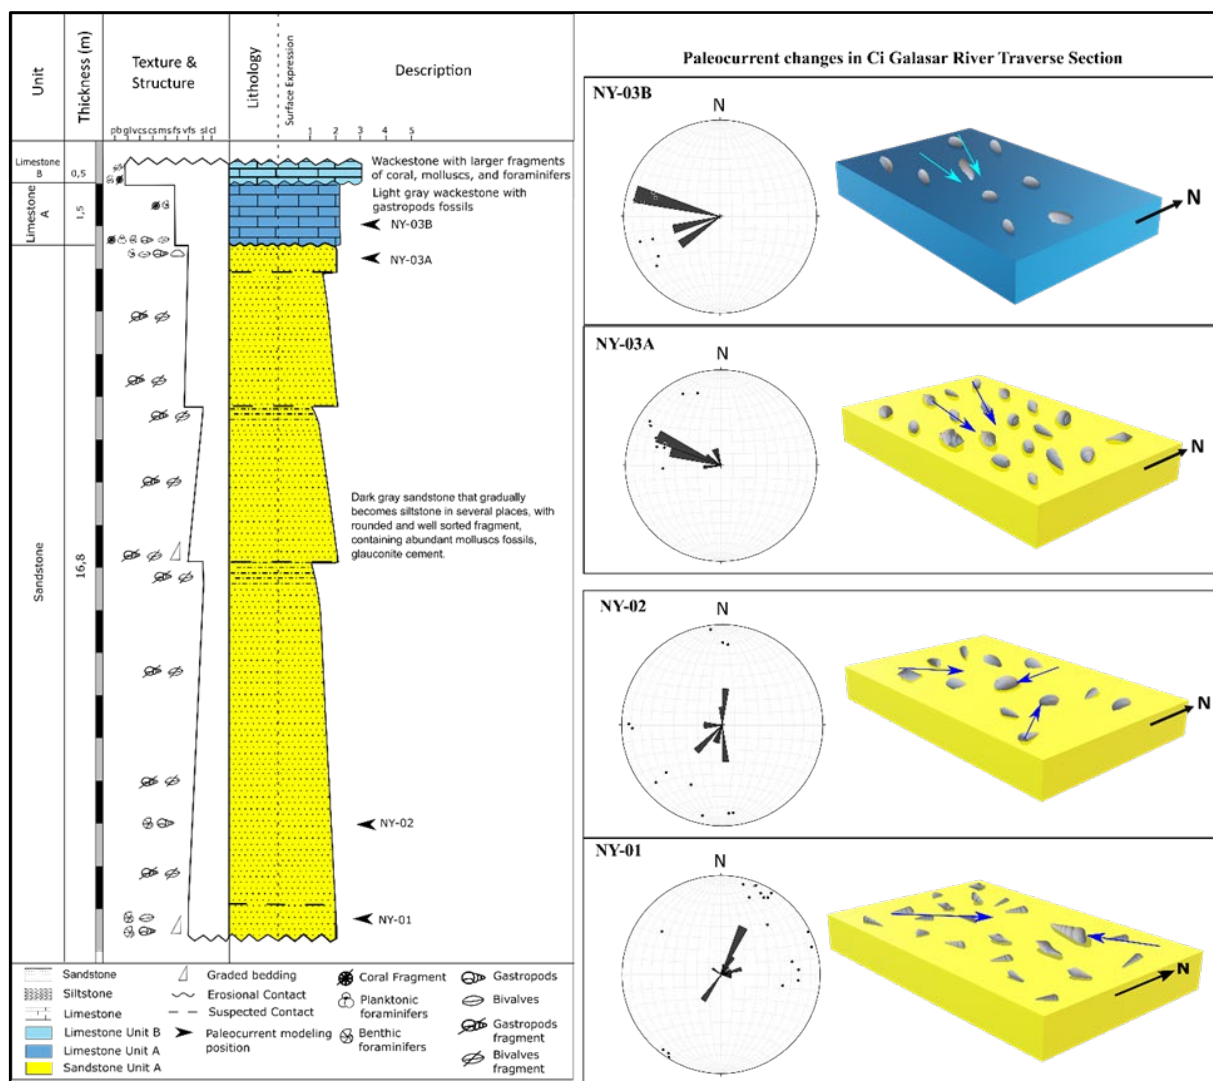 Unit
Thickness (m)
Texture &
Structure
pb glvcscs ms fs vfs sl cl
Lithology
Surface Expression
1 2 3 4 5
Description
Limestone
B
0,5
Wackestone with larger fragments
of coral, molluscs, and foraminifers
Limestone
A
1,5
Light gray wackestone with
gastropods fossils
NY-03B
NY-03A
Sandstone
16,8
Dark gray sandstone that gradually
becomes siltstone in several places, with
rounded and well sorted fragment,
containing abundant molluscs fossils,
glauconite cement.
NY-02
NY-01
Sandstone
Siltstone
Limestone
Limestone Unit B
Limestone Unit A
Sandstone Unit A
Graded bedding
Erosional Contact
Suspected Contact
Paleocurrent modeling
position
Coral Fragment
Planktonic
foraminifers
Benthic
foraminifers
Gastropods
Bivalves
Gastropods
fragment
Bivalves
fragment
Paleocurrent changes in Ci Galasar River Traverse Section
NY-03B
N
N
NY-03A
N
N
NY-02
N
N
NY-01
N
N